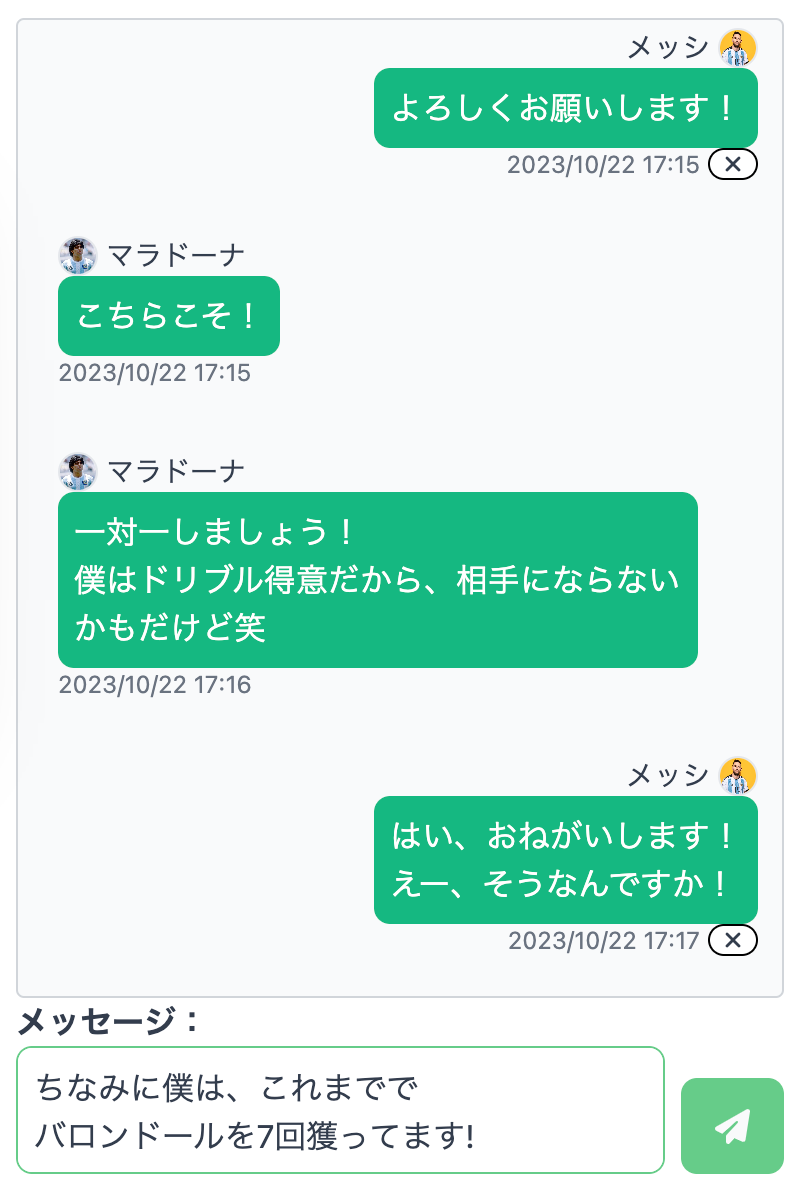 メッシ
よろしくお願いします！
2023/10/22 17:15 ×
マラドーナ
こちらこそ！
2023/10/22 17:15
マラドーナ
一対一しましょう！
僕はドリブル得意だから、相手にならない
かもだけど笑
2023/10/22 17:16
メッシ
はい、おねがいします！
えー、そうなんですか！
2023/10/22 17:17 ×
メッセージ：
ちなみに僕は、これまでで
バロンドールを7回獲ってます!